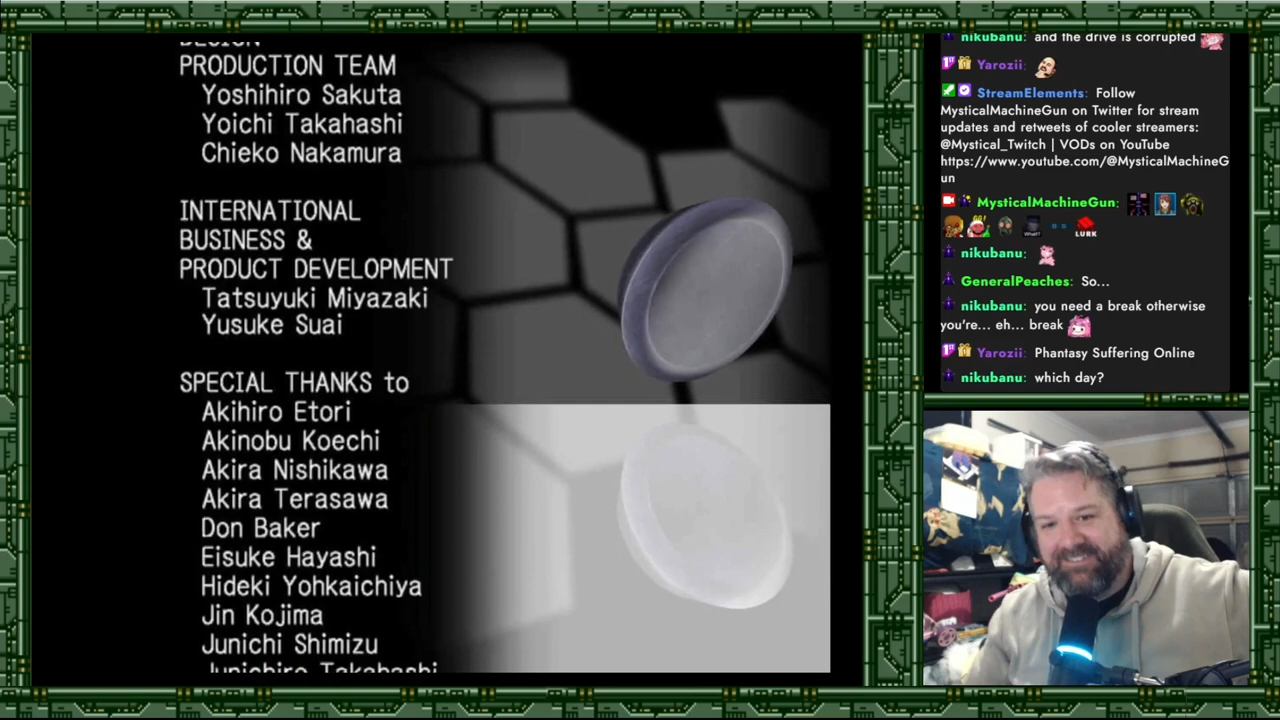 DESIGN
PRODUCTION TEAM
Yoshihiro Sakuta
Yoichi Takahashi
Chieko Nakamura
INTERNATIONAL
BUSINESS &
PRODUCT DEVELOPMENT
Tatsuyuki Miyazaki
Yusuke Suai
SPECIAL THANKS to
Akihiro Etori
Akinobu Koechi
Akira Nishikawa
Akira Terasawa
Don Baker
Eisuke Hayashi
Hideki Yohkaichiya
Jin Kojima
Junichi Shimizu
Junichiro Takahashi
nikubanu: and the drive is corrupted
Yarozii:
StreamElements: Follow
MysticalMachineGun on Twitter for stream
updates and retweets of cooler streamers:
@Mystical_Twitch | VODs on YouTube
https://www.youtube.com/@MysticalMachineG
un
MysticalMachineGun:
LURK
nikubanu:
GeneralPeaches: So...
nikubanu: you need a break otherwise
you're... eh... break
Yarozii: Phantasy Suffering Online
nikubanu: which day?